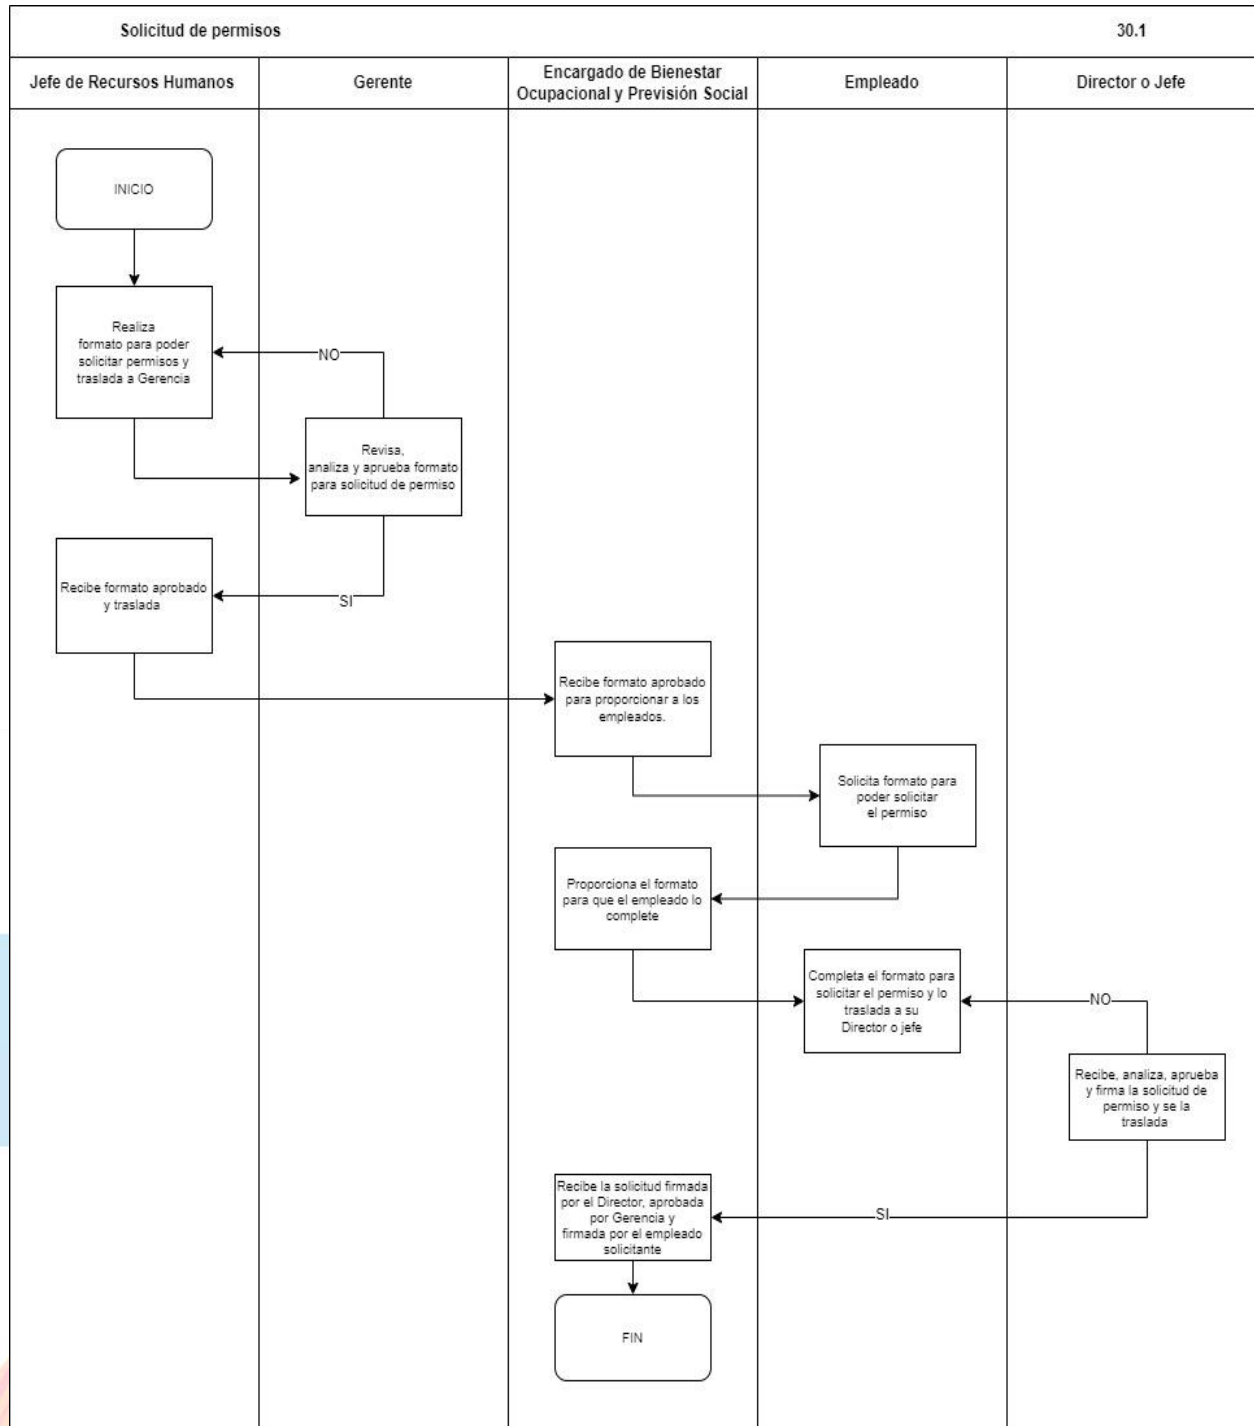 Solicitud de permisos
30.1
Jefe de Recursos Humanos
Gerente
Encargado de Bienestar
Ocupacional y Previsión Social
Empleado
Director o Jefe
INICIO
Realiza
formato para poder
solicitar permisos y
traslada a Gerencia
NO
Revisa,
analiza y aprueba formato
para solicitud de permiso
Recibe formato aprobado
y traslada
SI
Recibe formato aprobado
para proporcionar a los
empleados.
Solicita formato para
poder solicitar
el permiso
Proporciona el formato
para que el empleado lo
complete
Completa el formato para
solicitar el permiso y lo
traslada a su
Director o jefe
NO
Recibe, analiza, aprueba
y firma la solicitud de
permiso y se la
traslada
Recibe la solicitud firmada
por el Director, aprobada
por Gerencia y
firmada por el empleado
solicitante
SI
FIN